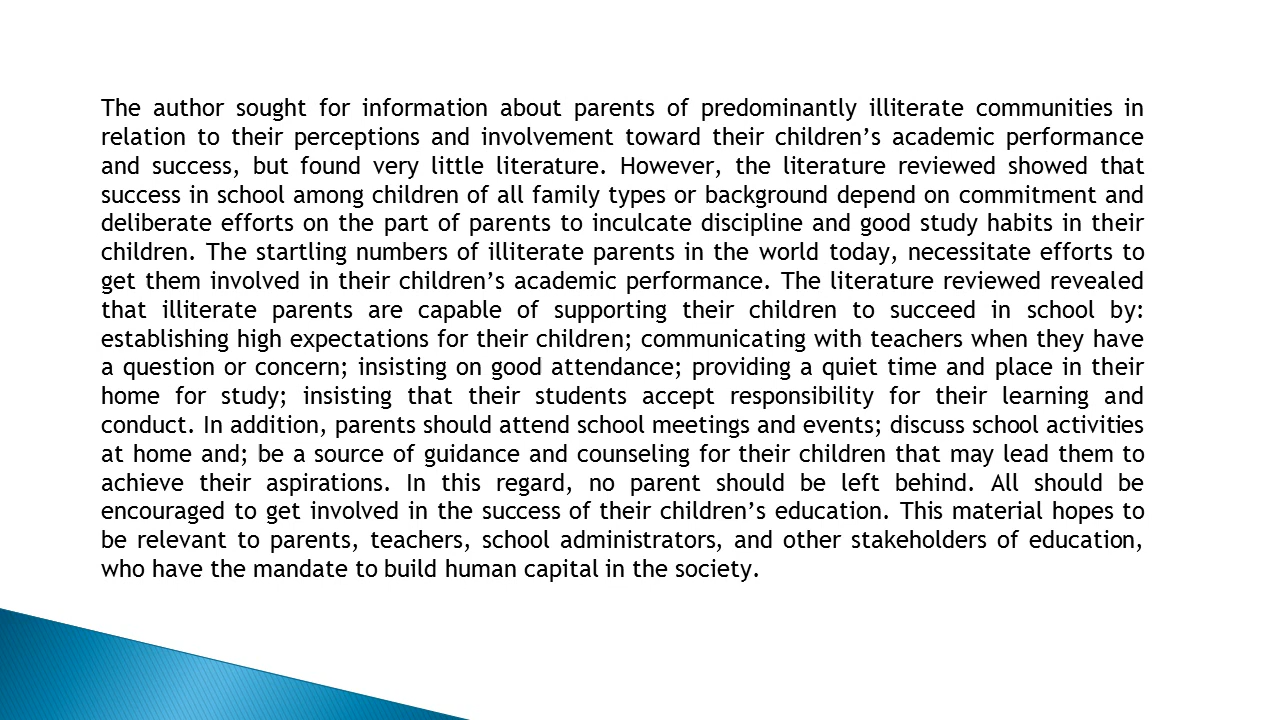 The author sought for information about parents of predominantly illiterate communities in
relation to their perceptions and involvement toward their children’s academic performance
and success, but found very little literature. However, the literature reviewed showed that
success in school among children of all family types or background depend on commitment and
deliberate efforts on the part of parents to inculcate discipline and good study habits in their
children. The startling numbers of illiterate parents in the world today, necessitate efforts to
get them involved in their children’s academic performance. The literature reviewed revealed
that illiterate parents are capable of supporting their children to succeed in school by:
establishing high expectations for their children; communicating with teachers when they have
a question or concern; insisting on good attendance; providing a quiet time and place in their
home for study; insisting that their students accept responsibility for their learning and
conduct. In addition, parents should attend school meetings and events; discuss school activities
at home and; be a source of guidance and counseling for their children that may lead them to
achieve their aspirations. In this regard, no parent should be left behind. All should be
encouraged to get involved in the success of their children’s education. This material hopes to
be relevant to parents, teachers, school administrators, and other stakeholders of education,
who have the mandate to build human capital in the society.